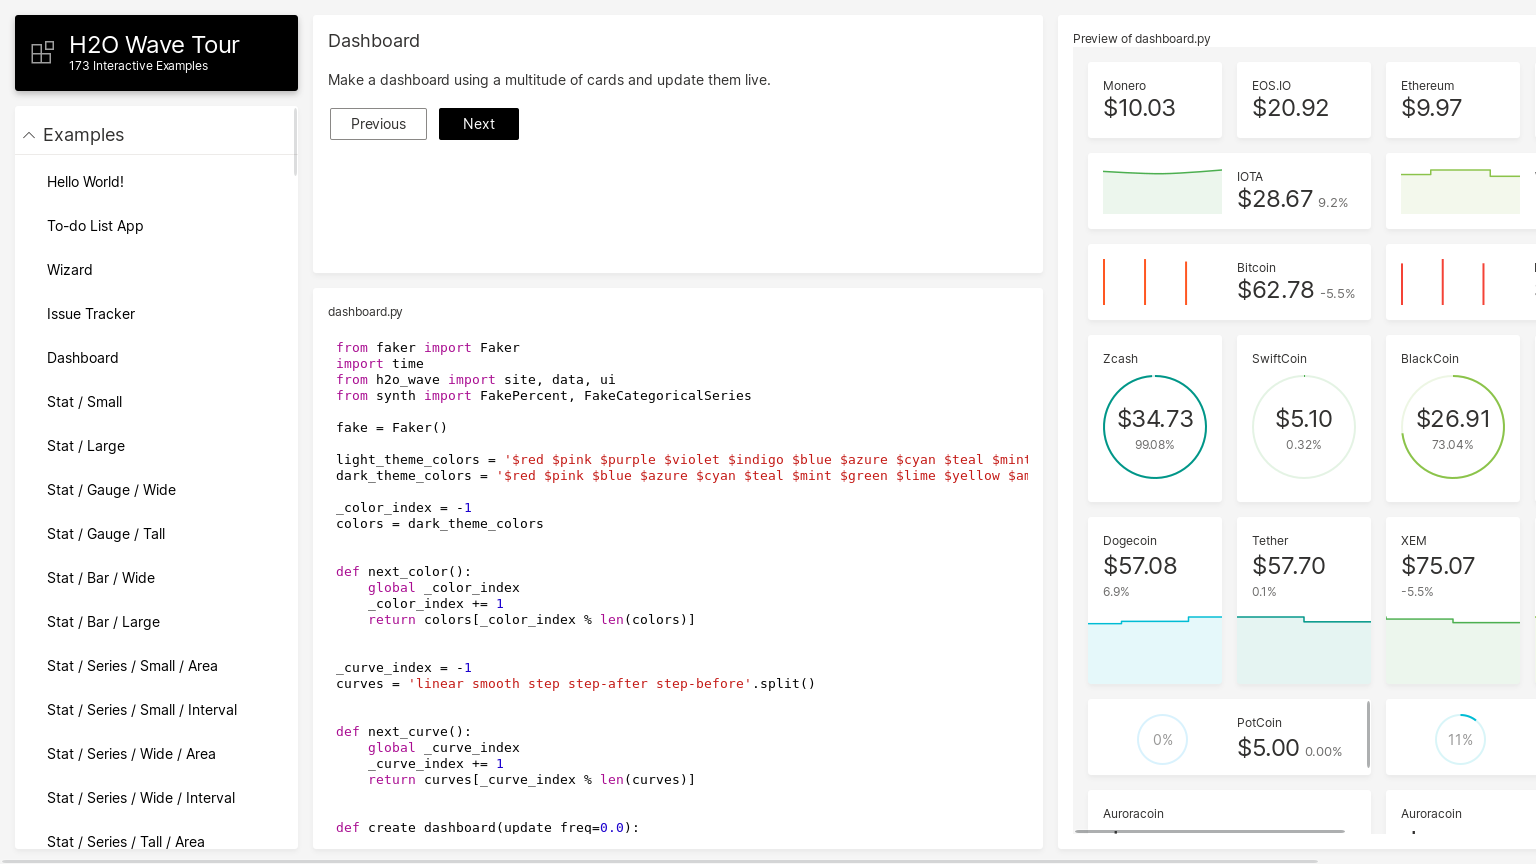 H2O Wave Tour
173 Interactive Examples
Examples
Hello World!
To-do List App
Wizard
Issue Tracker
Dashboard
Stat / Small
Stat / Large
Stat / Gauge / Wide
Stat / Gauge / Tall
Stat / Bar / Wide
Stat / Bar / Large
Stat / Series / Small / Area
Stat / Series / Small / Interval
Stat / Series / Wide / Area
Stat / Series / Wide / Interval
Stat / Series / Tall / Area
Dashboard
Make a dashboard using a multitude of cards and update them live.
Previous
Next
dashboard.py
from faker import Faker
import time
from h2o_wave import site, data, ui
from synth import FakePercent, FakeCategoricalSeries
fake = Faker()
light_theme_colors = '$red $pink $purple $violet $indigo $blue $azure $cyan $teal $mint
dark_theme_colors = '$red $pink $blue $azure $cyan $teal $mint $green $lime $yellow $am
_color_index = -1
colors = dark_theme_colors
def next_color():
    global _color_index
    _color_index += 1
    return colors[_color_index % len(colors)]
_curve_index = -1
curves = 'linear smooth step step-after step-before'.split()
def next_curve():
    global _curve_index
    _curve_index += 1
    return curves[_curve_index % len(curves)]
def create_dashboard(update_freq=0.0):
Preview of dashboard.py
Monero
$10.03
EOS.IO
$20.92
Ethereum
$9.97
IOTA
$28.67 9.2%
Bitcoin
$62.78 -5.5%
Zcash
$34.73
99.08%
SwiftCoin
$5.10
0.32%
BlackCoin
$26.91
73.04%
Dogecoin
$57.08
6.9%
Tether
$57.70
0.1%
XEM
$75.07
-5.5%
0%
PotCoin
$5.00 0.00%
11%
Auroracoin
Auroracoin